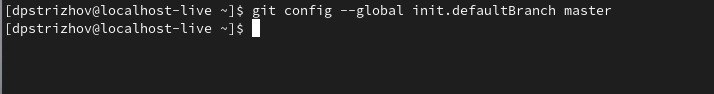 [dpstrizhov@localhost-live ~]$ git config --global init.defaultBranch master
[dpstrizhov@localhost-live ~]$